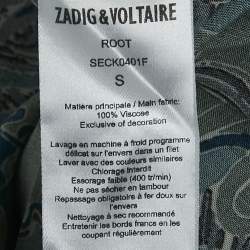 ZADIG&VOLTAIRE
ROOT
SECK0401F
S
Matière principale / Main fabric:
100% Viscose
Exclusive of decoration
Lavage en machine à froid programme
délicat sur l'envers dans un filet
Laver avec des couleurs similaires
Chlorage Interdit
Essorage faible (400 tr/min)
Ne pas sécher en tambour
Repassage obligatoire à fer doux sur
l'envers
Nettoyage à sec recommandé
Entretenir les bords francs en les
coupant régulièrement